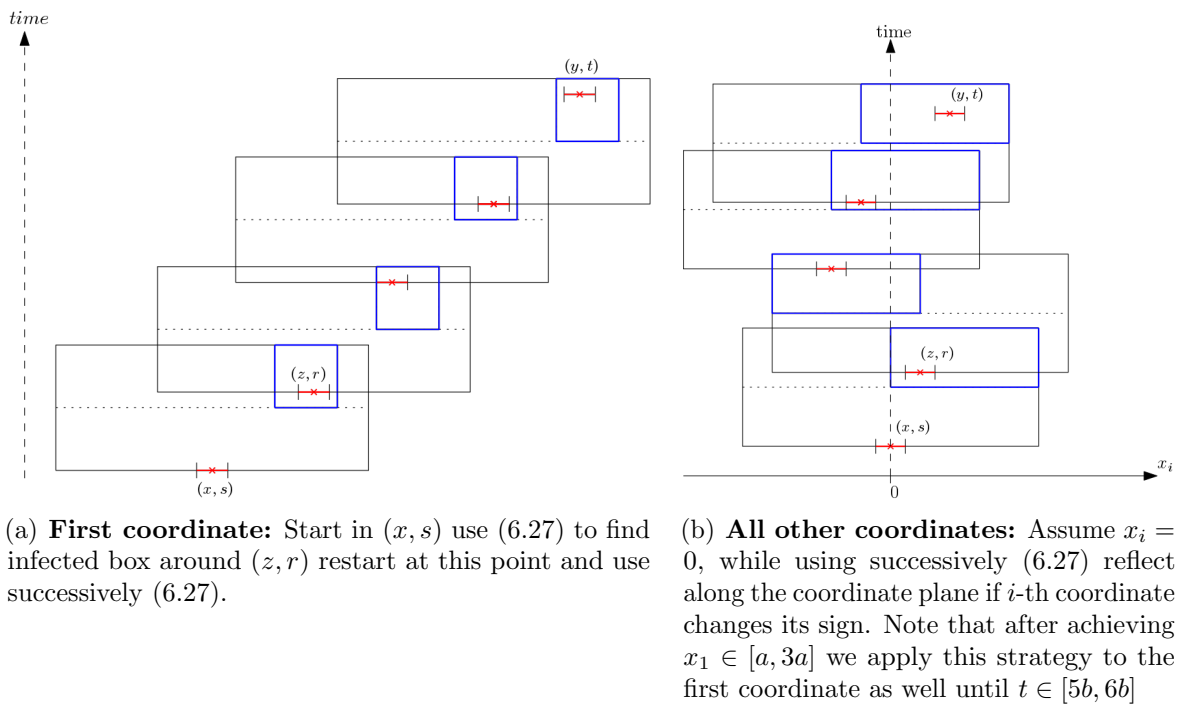 time
(y, t)
(z, r)
(x, s)
time
(y, t)
(z, r)
(x, s)
x_i
0
(a) First coordinate: Start in (x, s) use (6.27) to find
infected box around (z, r) restart at this point and use
successively (6.27).
(b) All other coordinates: Assume x_i =
0, while using successively (6.27) reflect
along the coordinate plane if i-th coordinate
changes its sign. Note that after achieving
x_1 ∈ [a, 3a] we apply this strategy to the
first coordinate as well until t ∈ [5b, 6b]